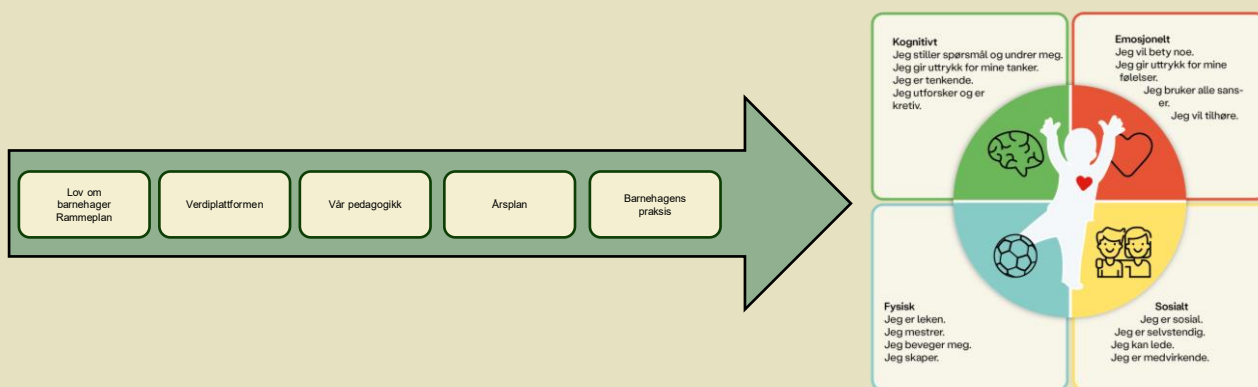 Lov om
barnehager
Rammeplan
Verdiplattformen
Vår pedagogikk
Årsplan
Barnehagens
praksis
Kognitivt
Jeg stiller spørsmål og undrer meg.
Jeg gir uttrykk for mine tanker.
Jeg er tenkende.
Jeg utforsker og er
kretiv.
Emosjonelt
Jeg vil bety noe.
Jeg gir uttrykk for mine
følelser.
Jeg bruker alle sans-
er.
Jeg vil tilhøre.
Fysisk
Jeg er leken.
Jeg mestrer.
Jeg beveger meg.
Jeg skaper.
Sosialt
Jeg er sosial.
Jeg er selvstendig.
Jeg kan lede.
Jeg er medvirkende.